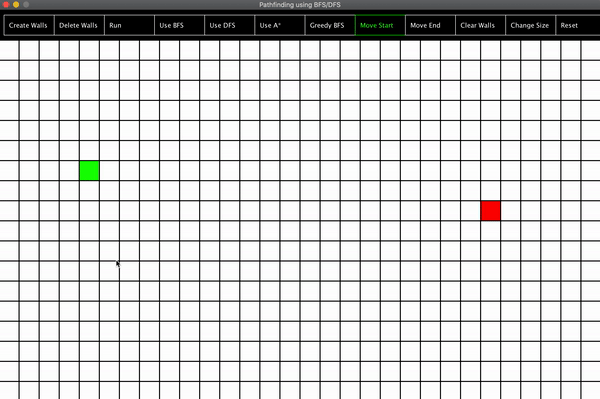 Pathfinding using BFS/DFS
Create Walls Delete Walls Run Use BFS Use DFS Use A* Greedy BFS Move Start Move End Clear Walls Change Size Reset